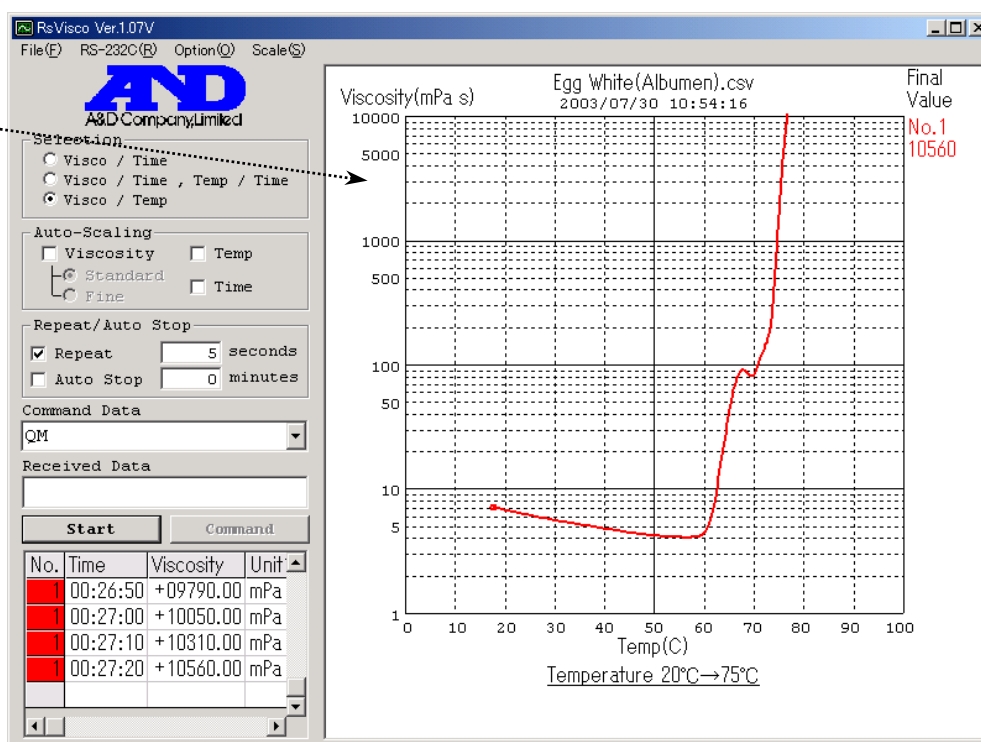 RsVisco Ver.1.07V
File(F) RS-232C(R) Option(O) Scale(S)
AND
A&D Company,Limited
Selection
Visco / Time
Visco / Time , Temp / Time
Visco / Temp
Auto-Scaling
Viscosity Temp
Standard
Fine
Time
Repeat/Auto Stop
Repeat 5 seconds
Auto Stop 0 minutes
Command Data
QM
Received Data
Start Command
No. Time Viscosity Unit
1 00:26:50 +09790.00 mPa
1 00:27:00 +10050.00 mPa
1 00:27:10 +10310.00 mPa
1 00:27:20 +10560.00 mPa
Egg White(Albumen).csv
2003/07/30 10:54:16
Viscosity(mPa s)
Final
Value
No.1
10560
10000
5000
1000
500
100
50
10
5
1
0 10 20 30 40 50 60 70 80 90 100
Temp(C)
Temperature 20°C→75°C